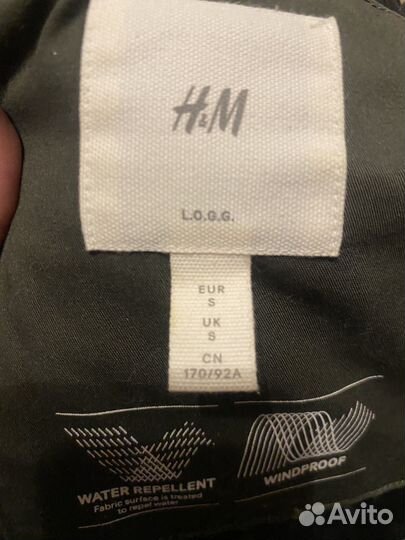 H&M
L.O.G.G.
EUR
S
UK
S
CN
170/92A
WATER REPELLENT
Fabric surface is treated
to repel water
WINDPROOF
Avito